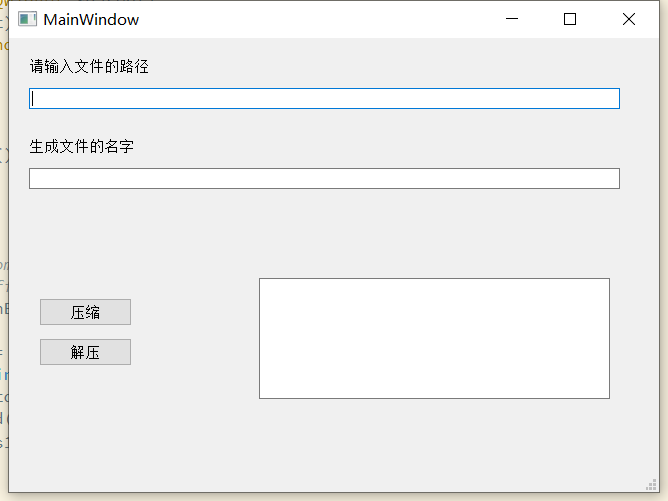 MainWindow
请输入文件的路径
生成文件的名字
压缩
解压